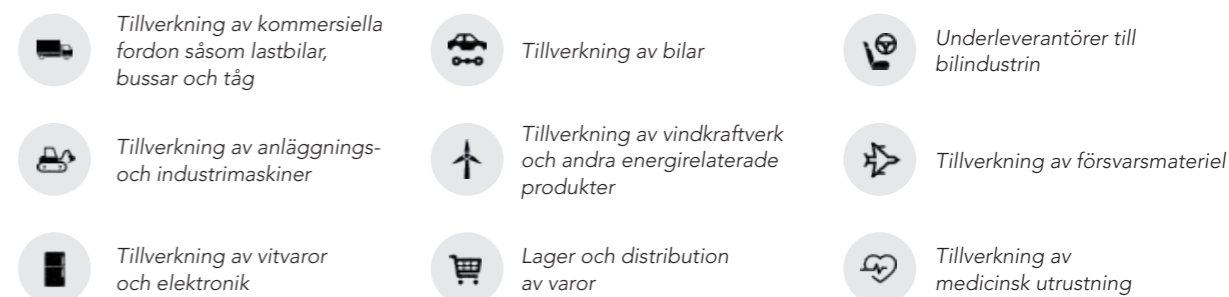 Tillverkning av kommersiella
fordon såsom lastbilar,
bussar och tåg
Tillverkning av bilar
Underleverantörer till
bilindustrin
Tillverkning av anläggnings-
och industrimaskiner
Tillverkning av vindkraftverk
och andra energirelaterade
produkter
Tillverkning av försvarsmateriel
Tillverkning av vitvaror
och elektronik
Lager och distribution
av varor
Tillverkning av
medicinsk utrustning